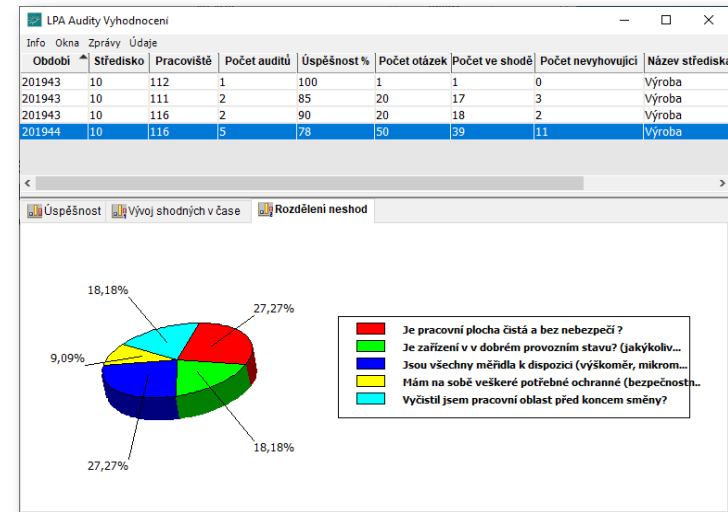 LPA Audity Vyhodnocení
Info Okna Zprávy Údaje
Období Středisko Pracoviště Počet auditů Úspěšnost % Počet otázek Počet ve shodě Počet nevyhovující Název střediska
201943 10 112 1 100 1 1 0 Výroba
201943 10 111 2 85 20 17 3 Výroba
201943 10 116 2 90 20 18 2 Výroba
201944 10 116 5 78 50 39 11 Výroba
Úspěšnost Vývoj shodných v čase Rozdělení neshod
18,18%
27,27%
9,09%
18,18%
27,27%
Je pracovní plocha čistá a bez nebezpečí ?
Je zařízení v v dobrém provozním stavu? (jakýkoliv...
Jsou všechny měřidla k dispozici (výškoměr, mikrom...
Mám na sobě veškeré potřebné ochranné (bezpečnostn..
Vyčistil jsem pracovní oblast před koncem směny?